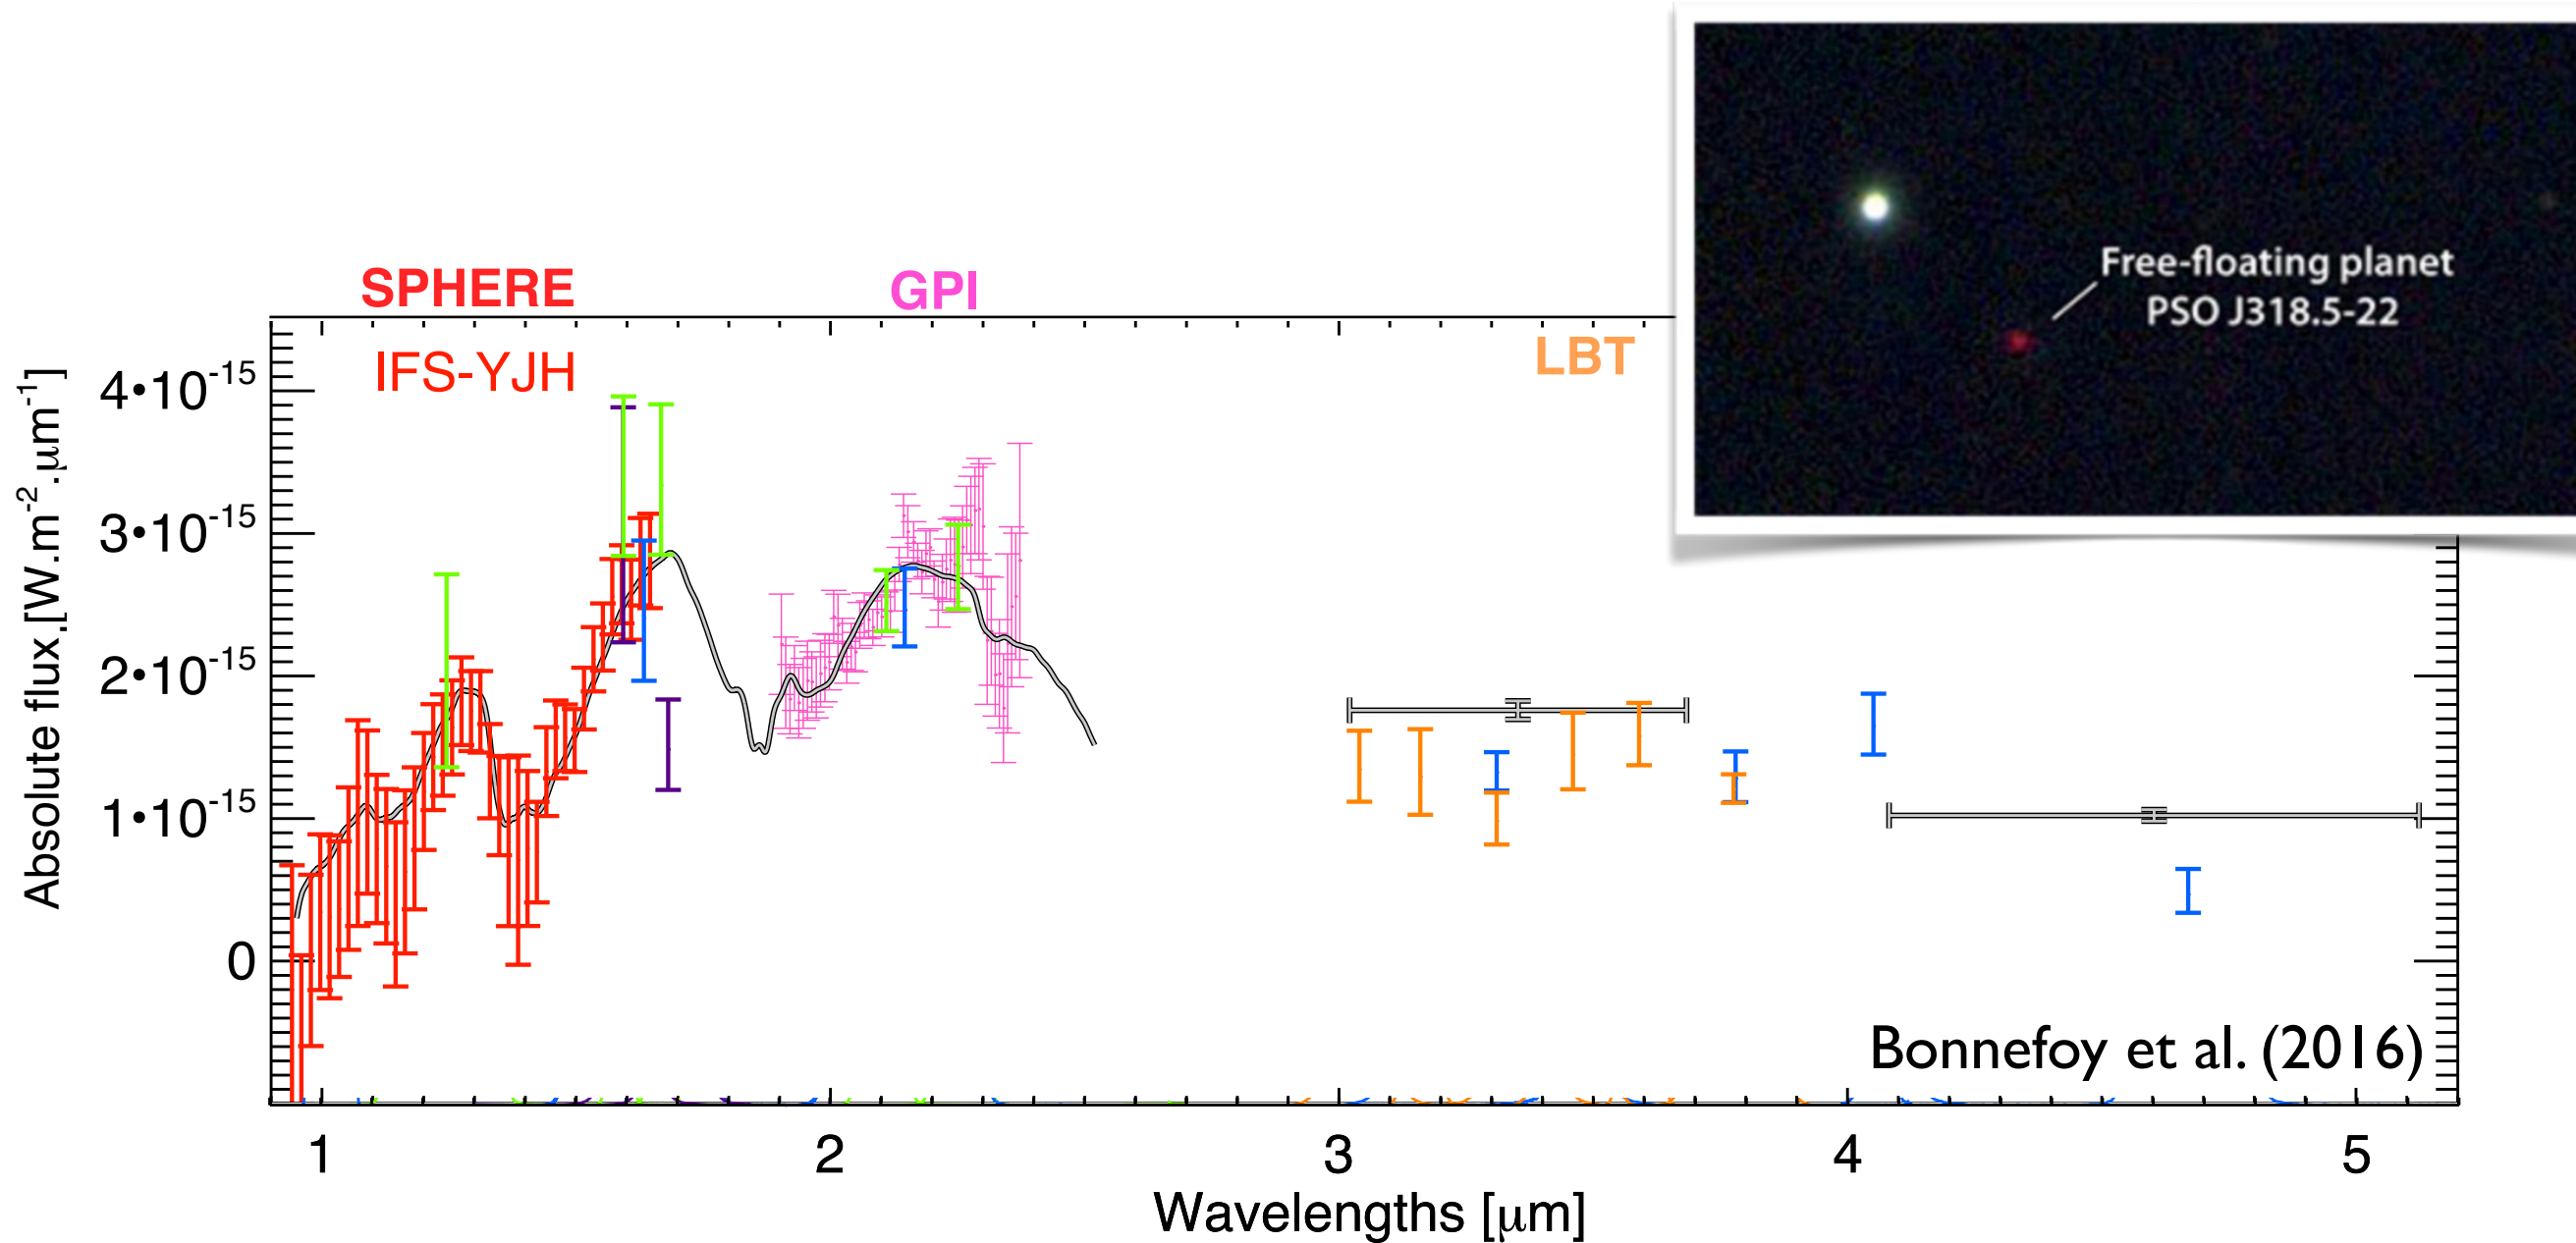 Free-floating planet
PSO J318.5-22
SPHERE
GPI
IFS-YJH
LBT
Absolute flux [W.m⁻².μm⁻¹]
4•10⁻¹⁵
3•10⁻¹⁵
2•10⁻¹⁵
1•10⁻¹⁵
0
Bonnefoy et al. (2016)
1 2 3 4 5
Wavelengths [μm]